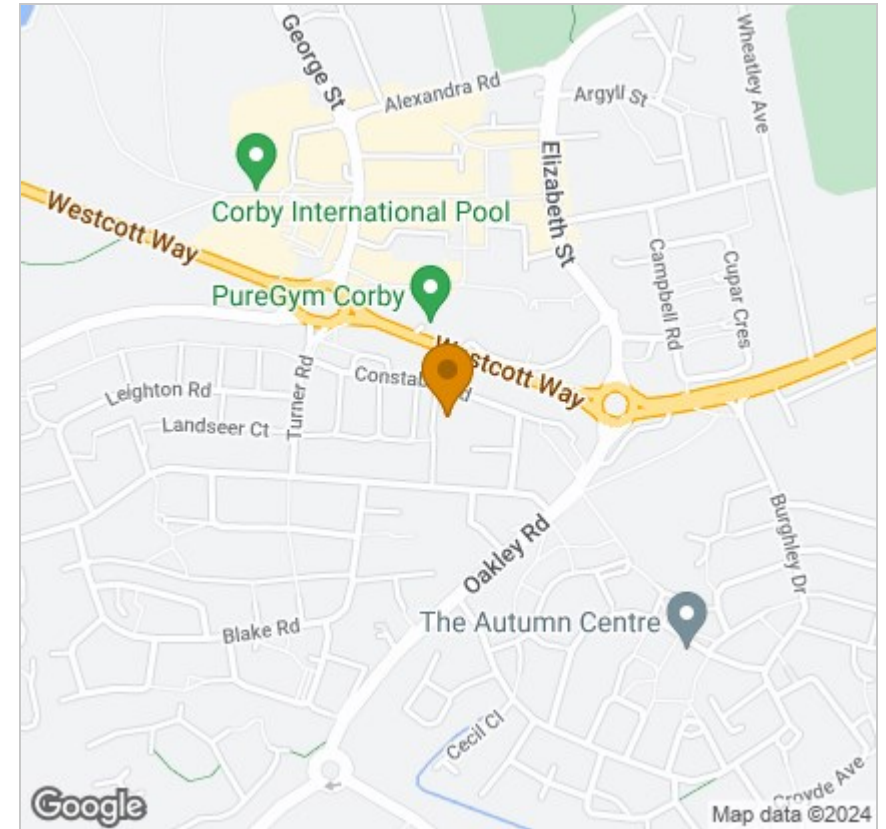 George St
Alexandra Rd
Argyll St
Wheatley Ave
Elizabeth St
Corby International Pool
Westcott Way
Campbell Rd
Cupar Cres
PureGym Corby
Westcott Way
Leighton Rd
Turner Rd
Landseer Ct
Oakley Rd
Burghley Dr
The Autumn Centre
Blake Rd
Cecil Cl
Google
Map data ©2024